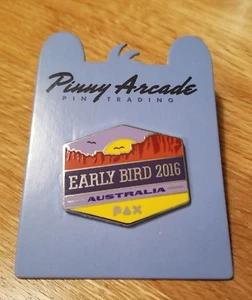 Pinny Arcade
PIN TRADING
EARLY BIRD 2016
AUSTRALIA
PAX